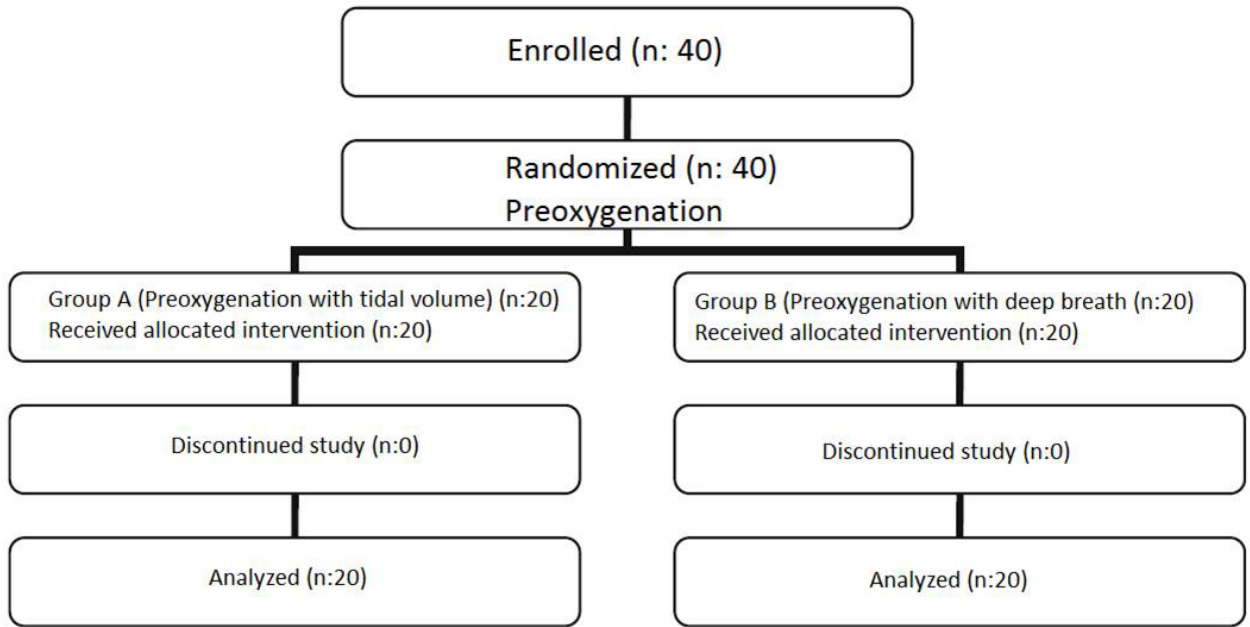 Enrolled (n: 40)
Randomized (n: 40)
Preoxygenation
Group A (Preoxygenation with tidal volume) (n:20)
Received allocated intervention (n:20)
Group B (Preoxygenation with deep breath (n:20)
Received allocated intervention (n:20)
Discontinued study (n:0)
Discontinued study (n:0)
Analyzed (n:20)
Analyzed (n:20)